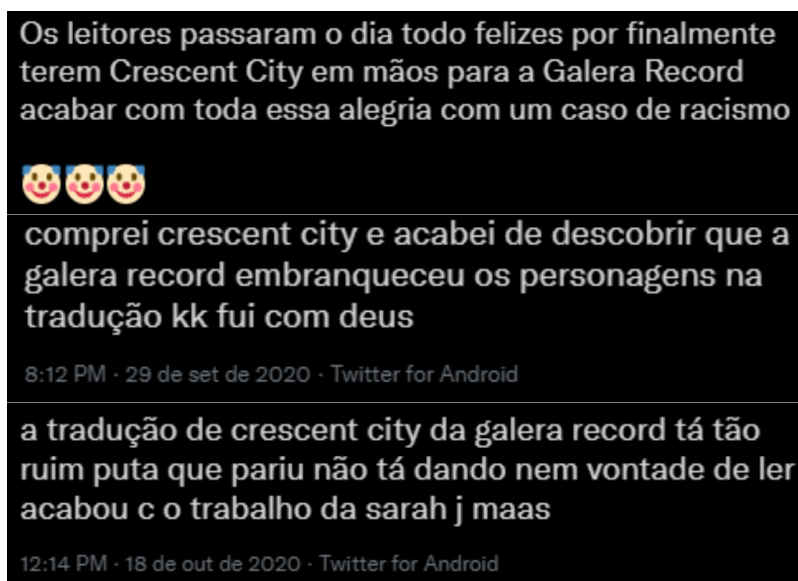 Os leitores passaram o dia todo felizes por finalmente
terem Crescent City em mãos para a Galera Record
acabar com toda essa alegria com um caso de racismo
🤡🤡🤡
comprei crescent city e acabei de descobrir que a
galera record embranqueceu os personagens na
tradução kk fui com deus
8:12 PM · 29 de set de 2020 · Twitter for Android
a tradução de crescent city da galera record tá tão
ruim puta que pariu não tá dando nem vontade de ler
acabou c o trabalho da sarah j maas
12:14 PM · 18 de out de 2020 · Twitter for Android